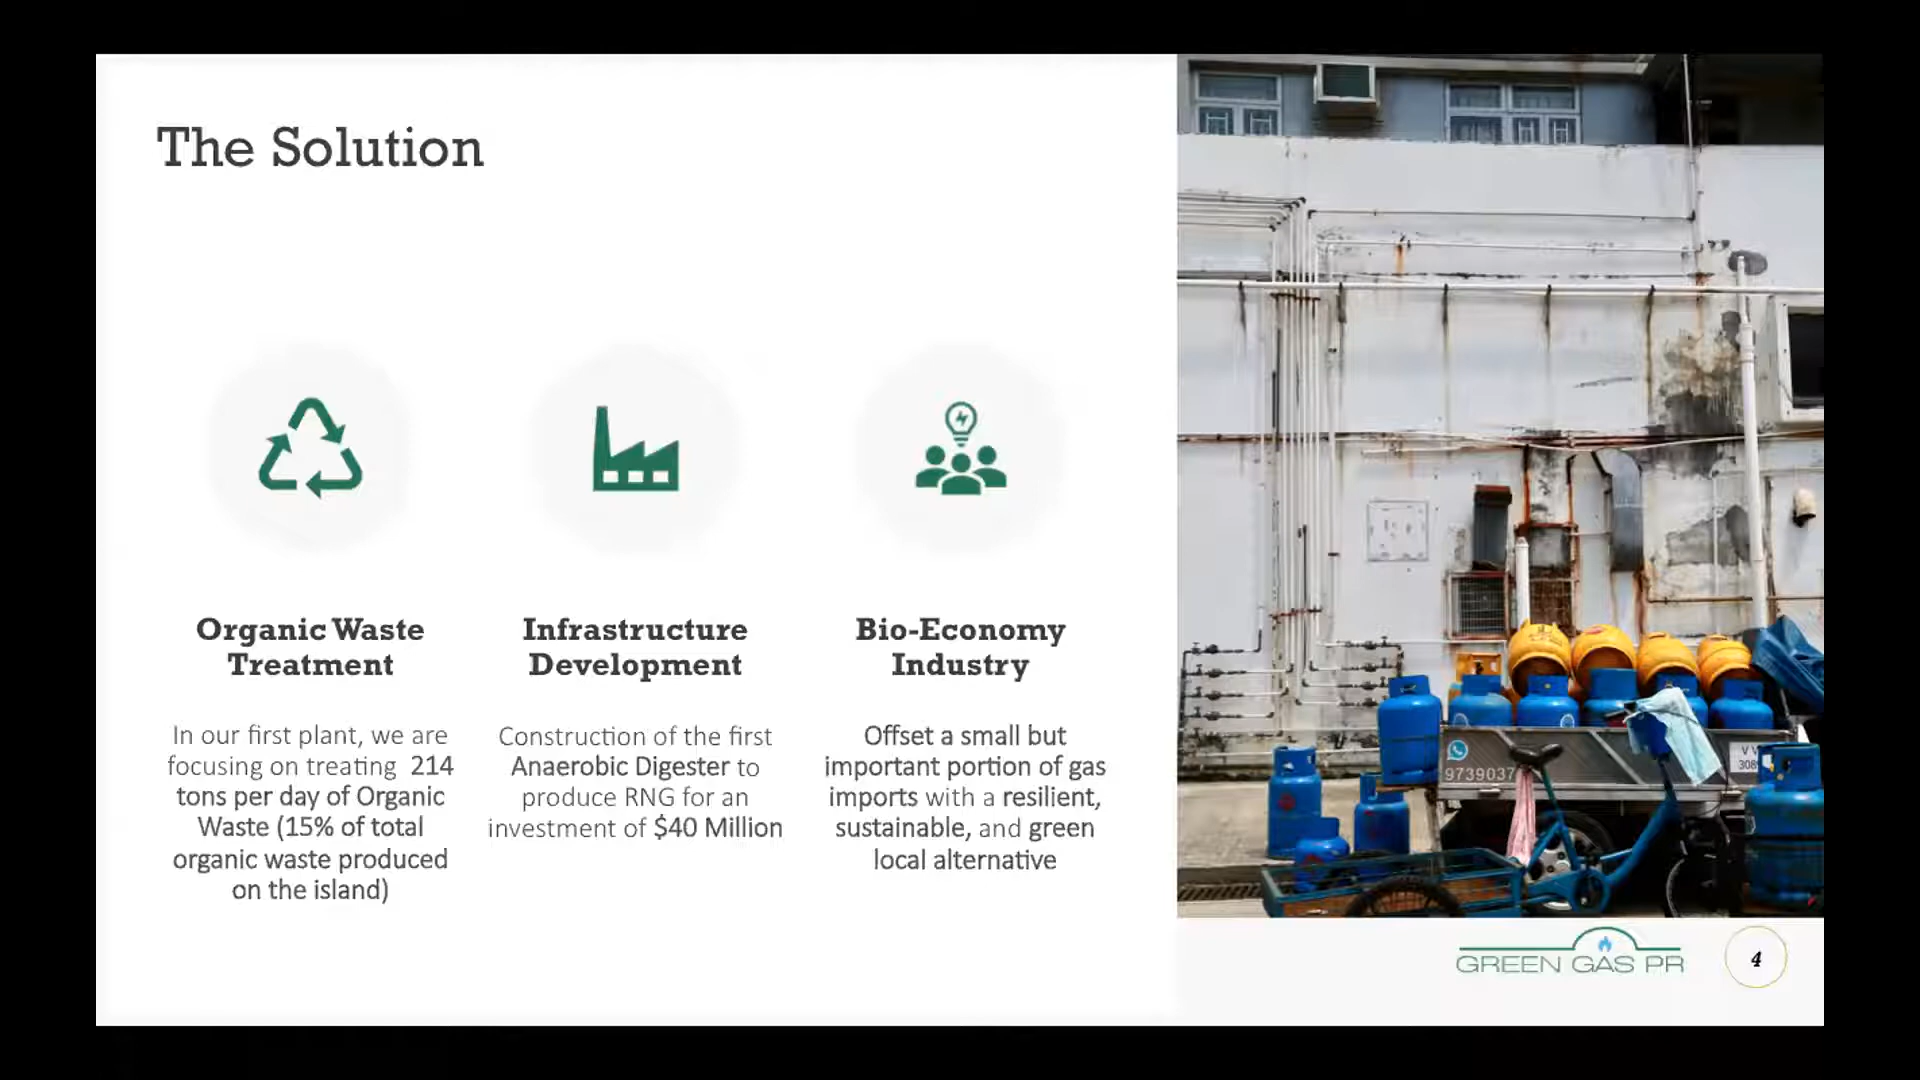 The Solution
Organic Waste
Treatment
In our first plant, we are
focusing on treating 214
tons per day of Organic
Waste (15% of total
organic waste produced
on the island)
Infrastructure
Development
Construction of the first
Anaerobic Digester to
produce RNG for an
investment of $40 Million
Bio-Economy
Industry
Offset a small but
important portion of gas
imports with a resilient,
sustainable, and green
local alternative
9739037
GREEN GAS PR
4